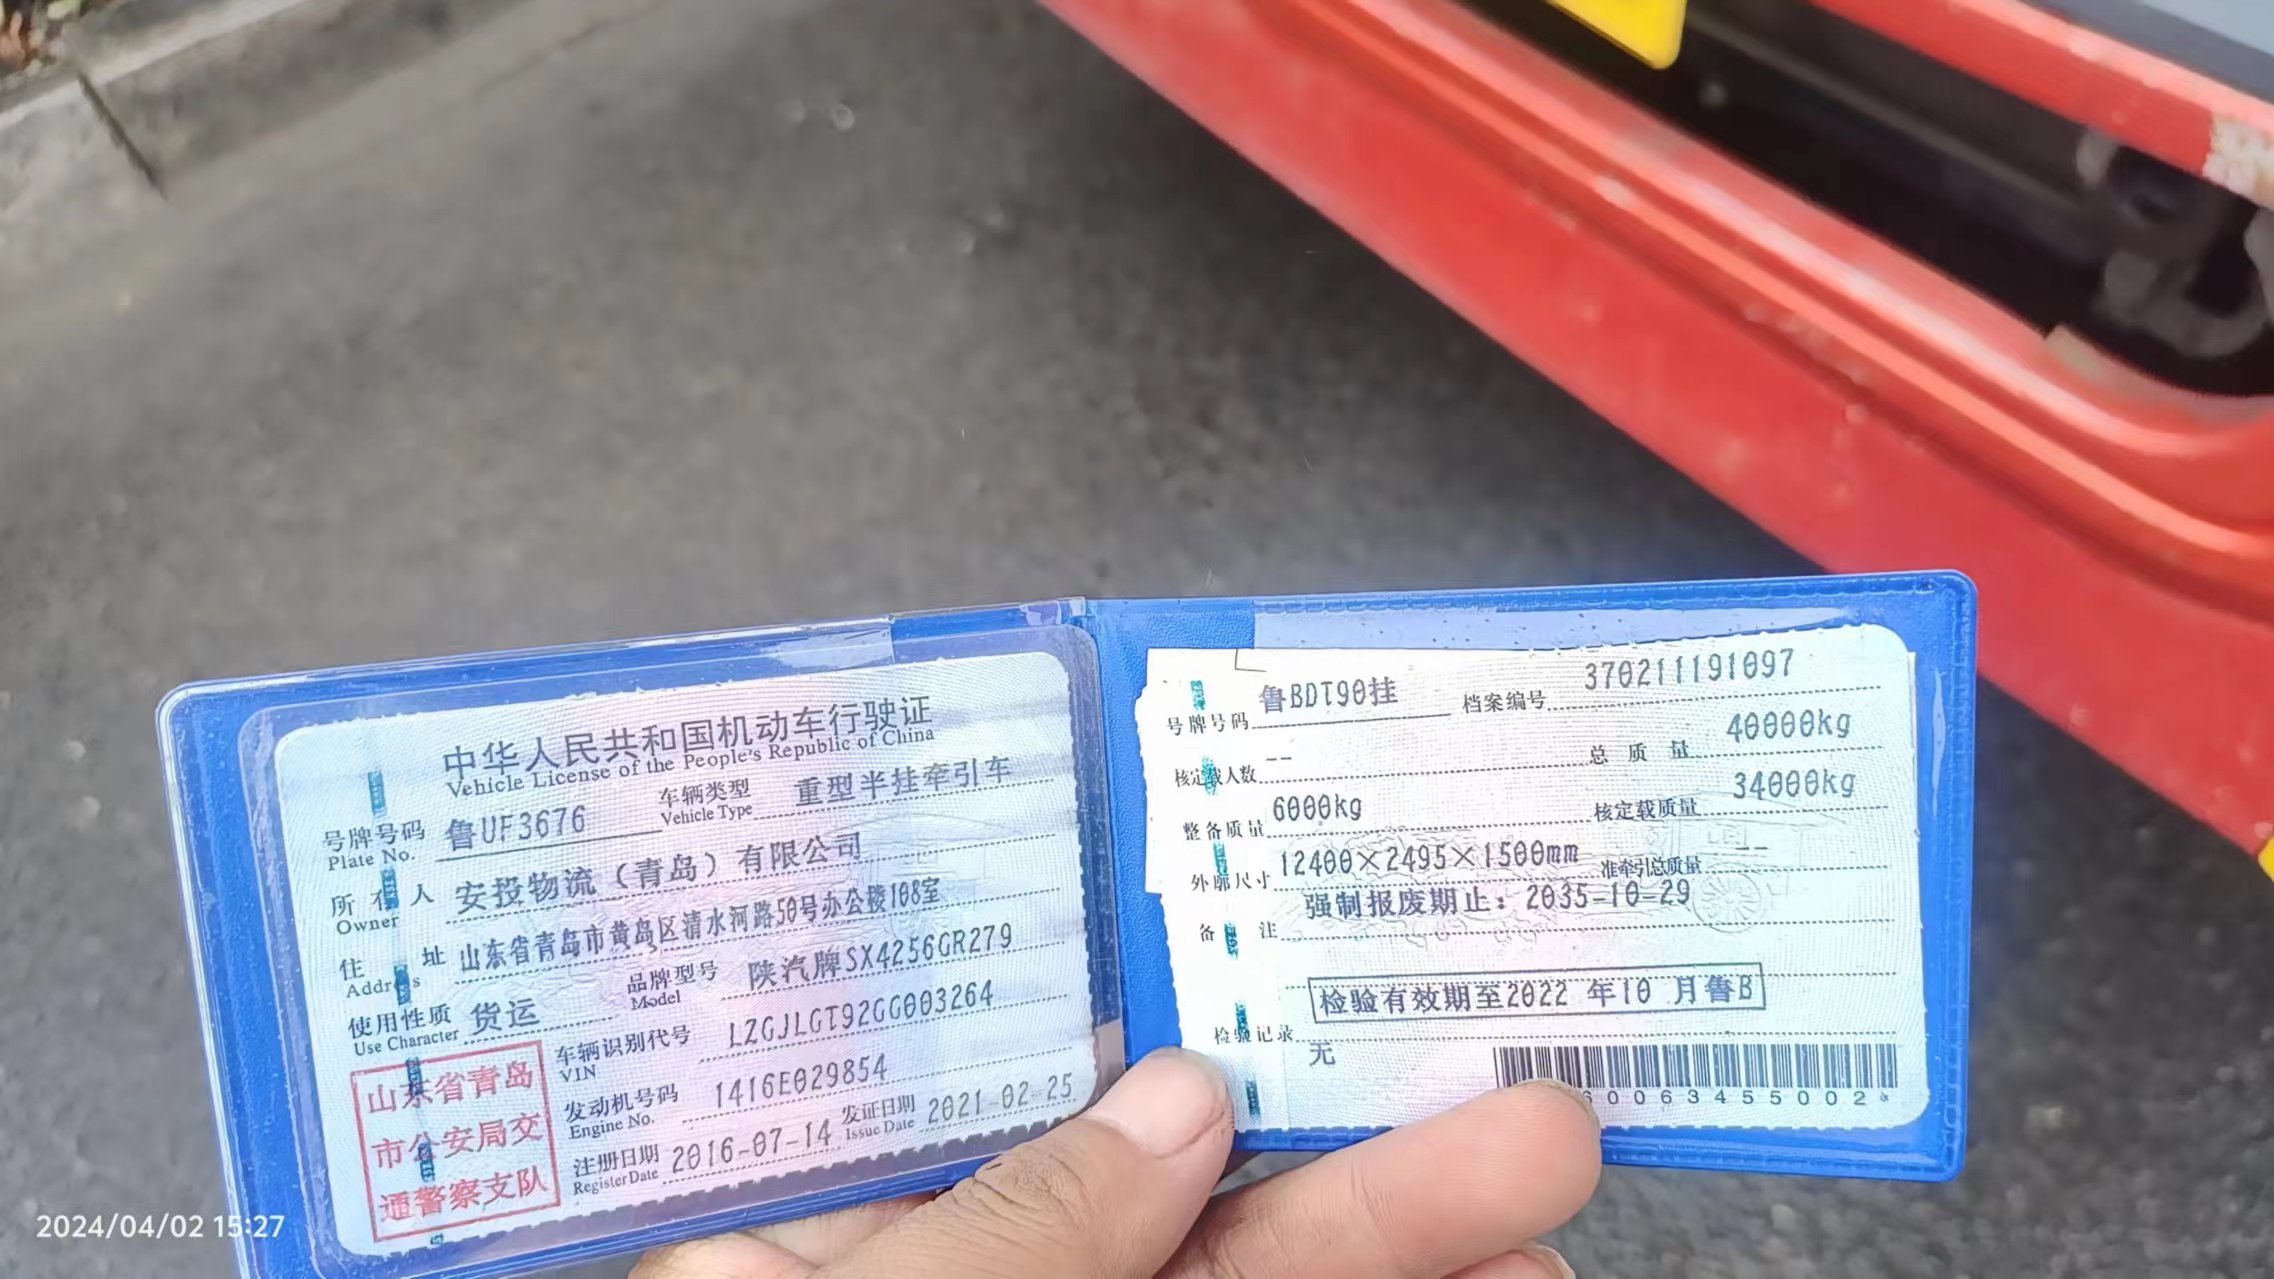 中华人民共和国机动车行驶证
Vehicle License of the People's Republic of China
号牌号码 鲁UF3676 车辆类型 重型半挂牵引车
Plate No. Vehicle Type
所有人 安投物流（青岛）有限公司
Owner
住址 山东省青岛市黄岛区清水河路50号办公楼108室
Address
使用性质 货运 品牌型号 陕汽牌SX4256GR279
Use Character Model
车辆识别代号 LZGJLGT92GG003264
VIN
发动机号码 1416E029854
Engine No.
注册日期 2016-07-14 发证日期 2021-02-25
Register Date Issue Date
山东省青岛
市公安局交
通警察支队
号牌号码 鲁BDT90挂 档案编号 370211191097
核定载人数 -- 总质量 40000kg
整备质量 6000kg 核定载质量 34000kg
外廓尺寸 12400×2495×1500mm 准牵引总质量 --
备注 强制报废期止：2035-10-29
检验有效期至2022 年10 月鲁B
检验记录
无
6006345500 2*
2024/04/02 15:27